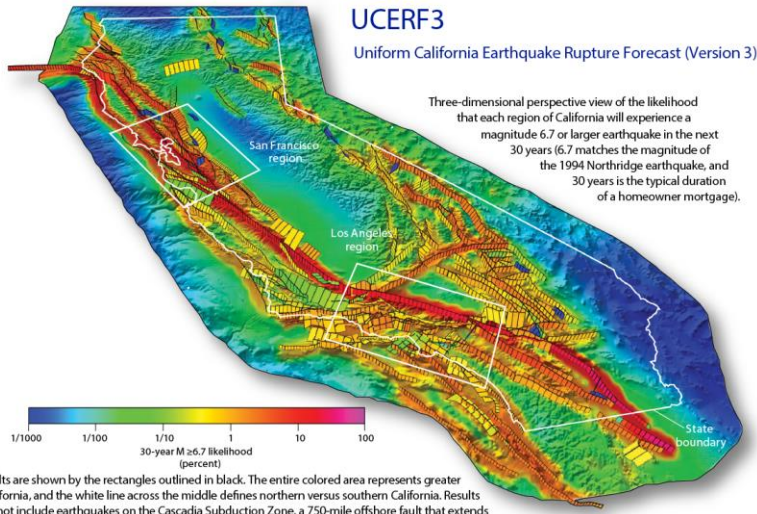 UCERF3
Uniform California Earthquake Rupture Forecast (Version 3)
Three-dimensional perspective view of the likelihood
that each region of California will experience a
magnitude 6.7 or larger earthquake in the next
30 years (6.7 matches the magnitude of
the 1994 Northridge earthquake, and
30 years is the typical duration
of a homeowner mortgage).
San Francisco
region
Los Angeles
region
State
boundary
1/1000 1/100 1/10 1 10 100
30-year M ≥6.7 likelihood
(percent)
lts are shown by the rectangles outlined in black. The entire colored area represents greater
fornia, and the white line across the middle defines northern versus southern California. Results
not include earthquakes on the Cascadia Subduction Zone, a 750-mile offshore fault that extends